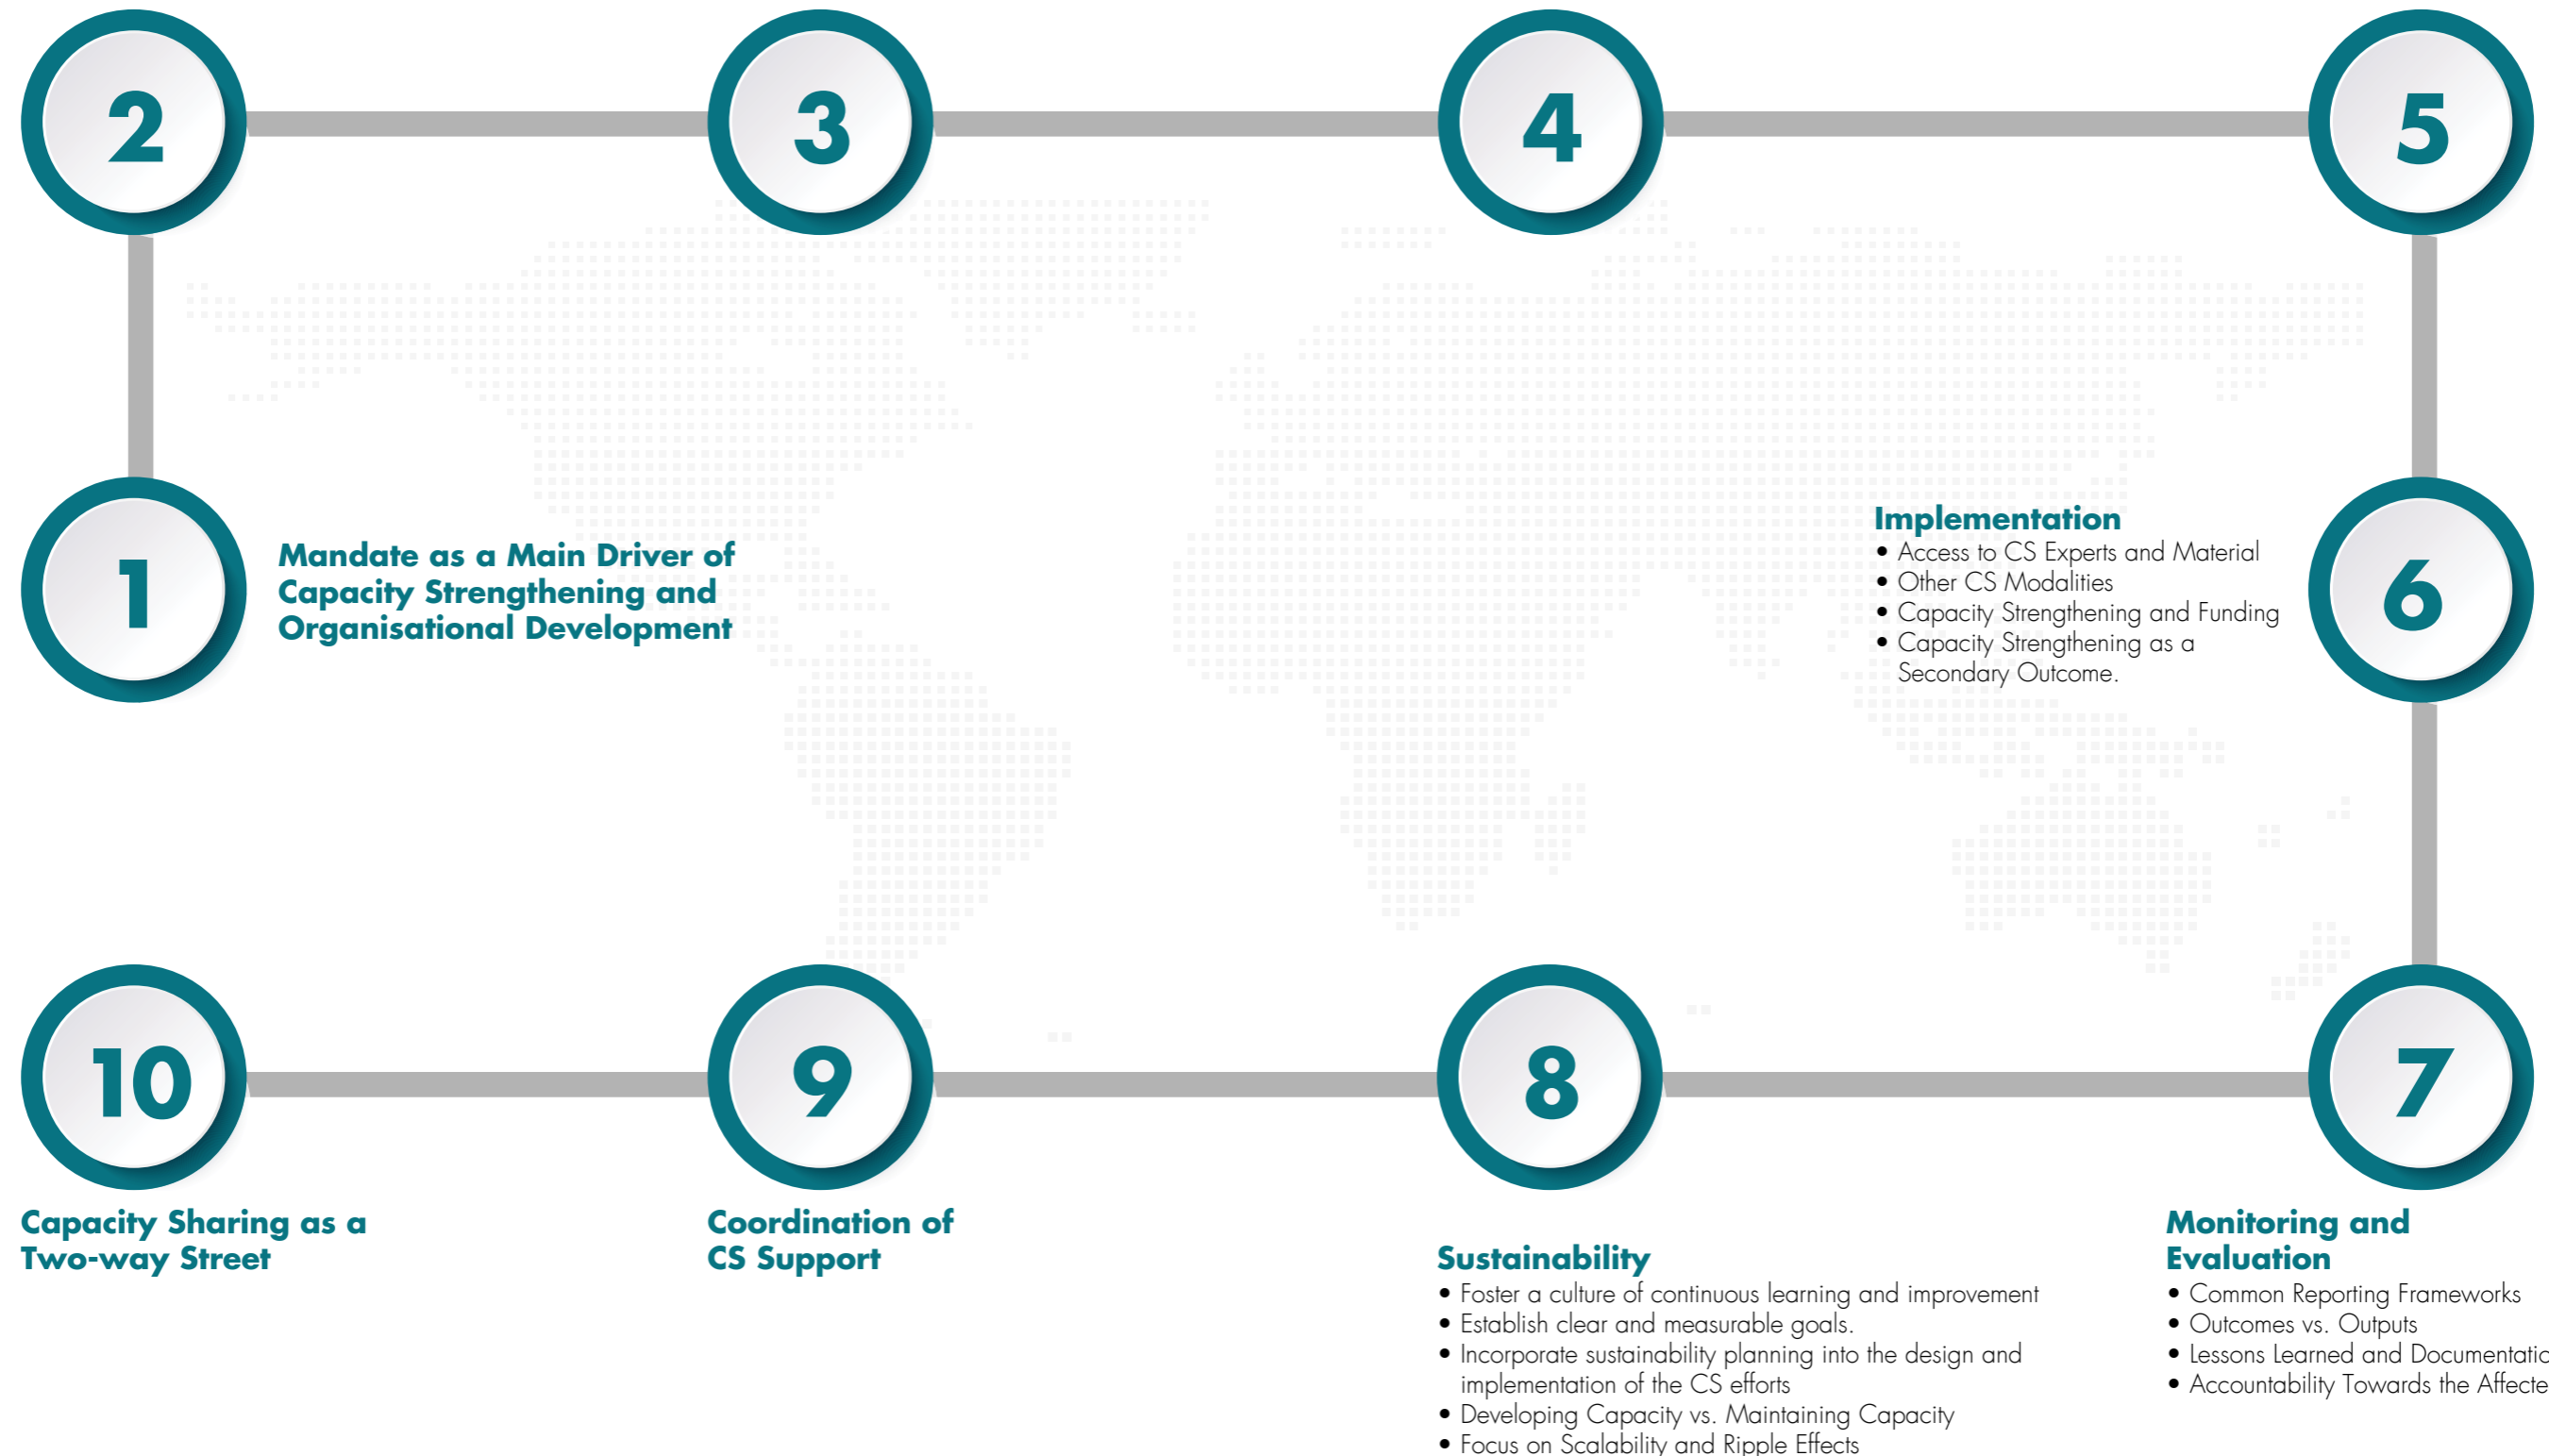 2
3
4
5
1
Mandate as a Main Driver of
Capacity Strengthening and
Organisational Development
Implementation
• Access to CS Experts and Material
• Other CS Modalities
• Capacity Strengthening and Funding
• Capacity Strengthening as a
Secondary Outcome.
6
10
Capacity Sharing as a
Two-way Street
9
Coordination of
CS Support
8
Sustainability
• Foster a culture of continuous learning and improvement
• Establish clear and measurable goals.
• Incorporate sustainability planning into the design and
implementation of the CS efforts
• Developing Capacity vs. Maintaining Capacity
• Focus on Scalability and Ripple Effects
7
Monitoring and
Evaluation
• Common Reporting Frameworks
• Outcomes vs. Outputs
• Lessons Learned and
• Accountability Towards the